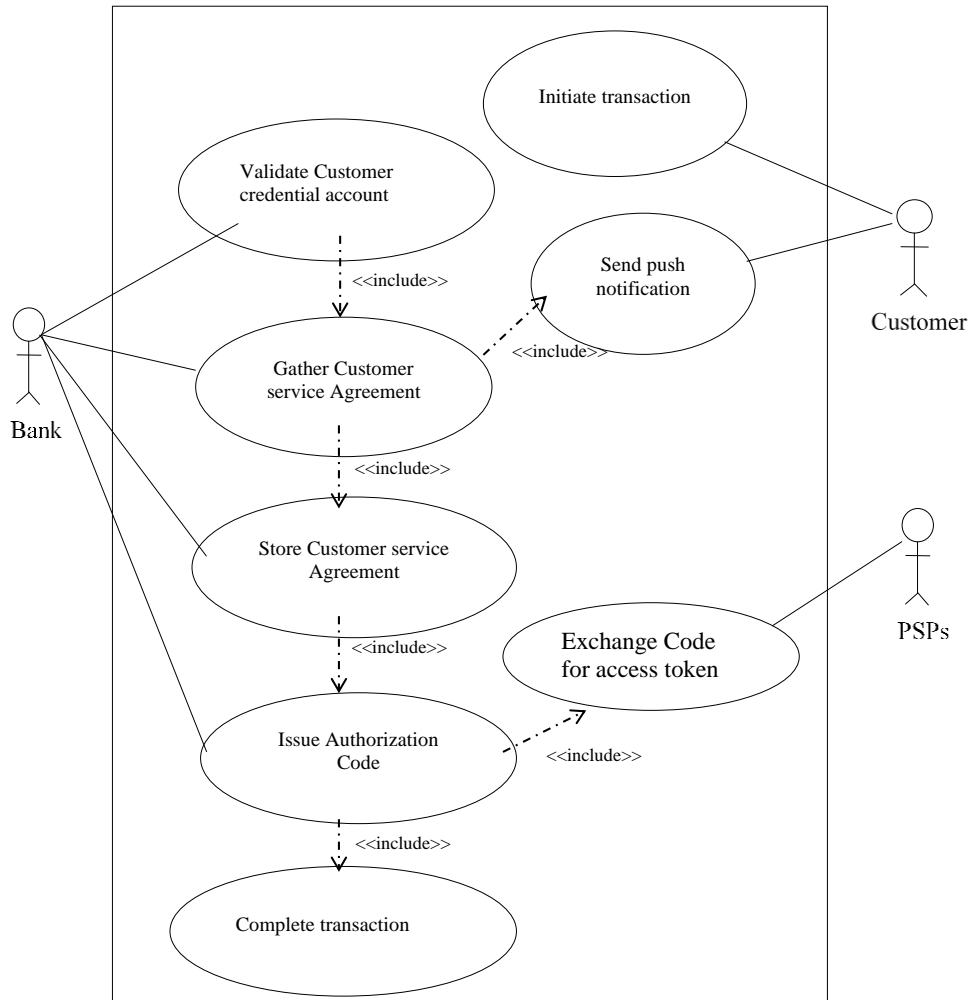 Initiate transaction
Validate Customer
credential account
<<include>>
Send push
notification
Customer
<<include>>
Gather Customer
service Agreement
Bank
<<include>>
Store Customer service
Agreement
PSPs
Exchange Code
for access token
<<include>>
Issue Authorization
Code
<<include>>
<<include>>
Complete transaction